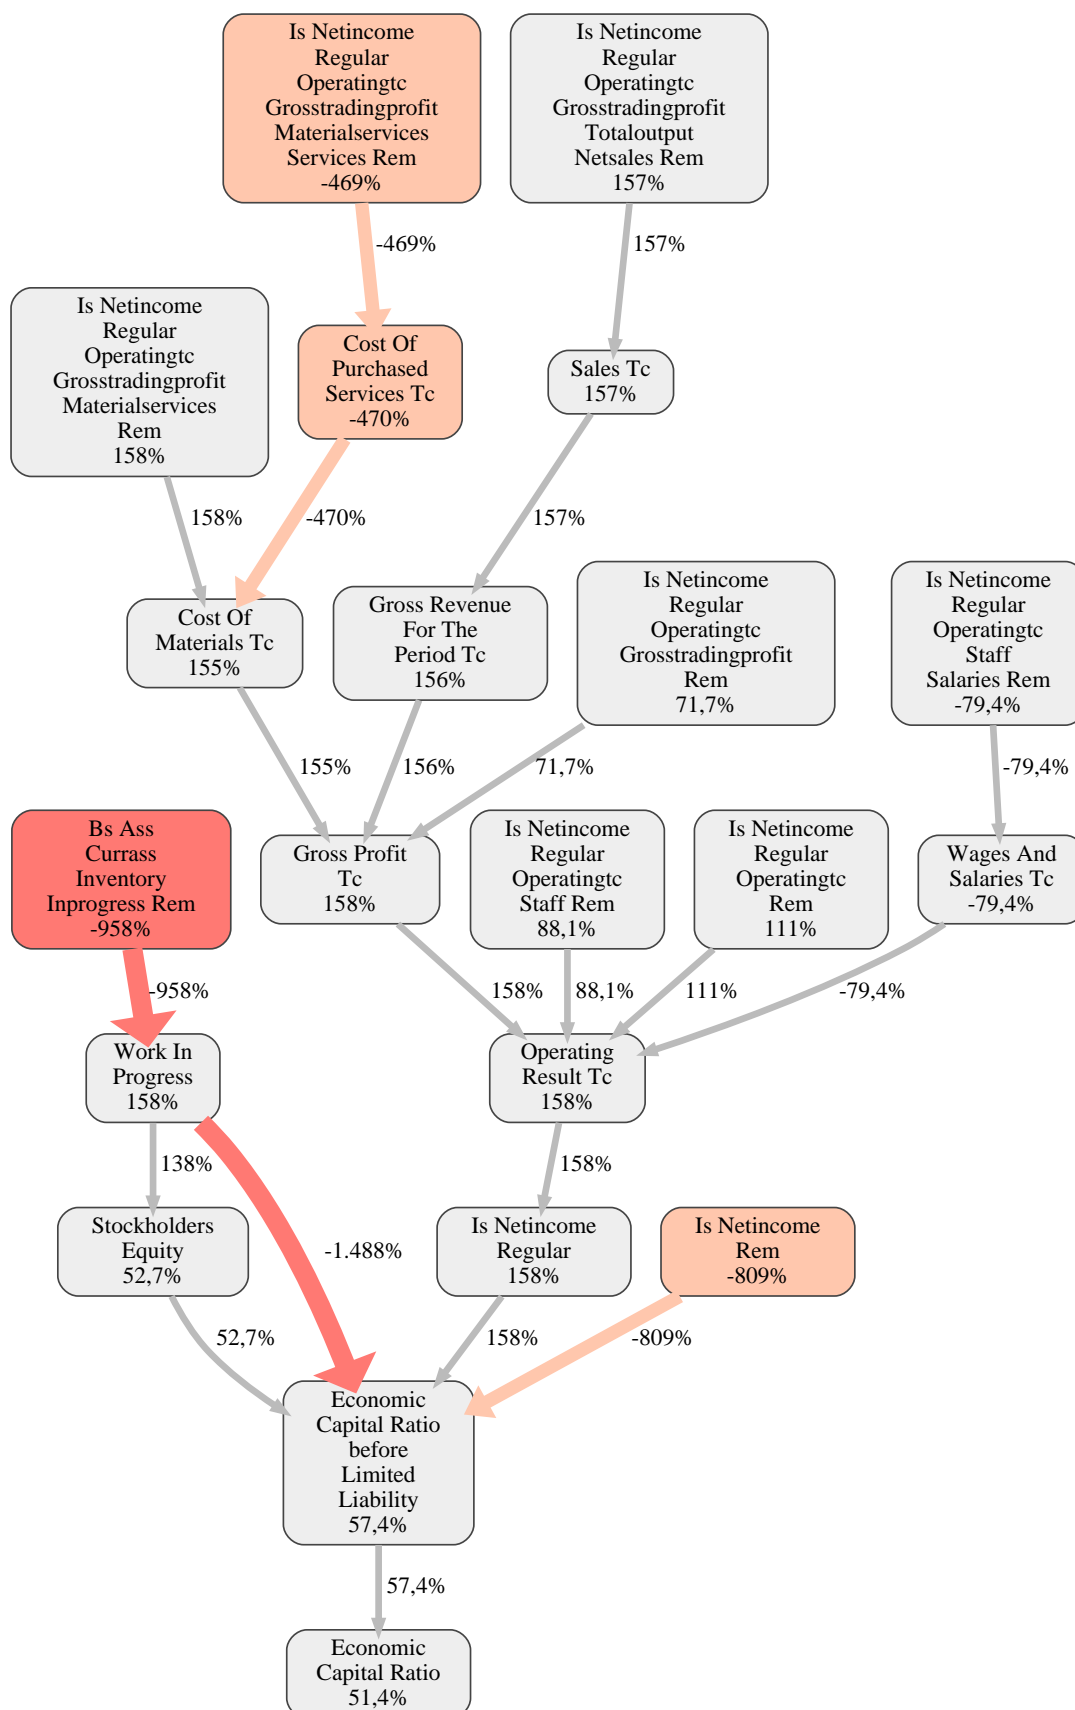 Is Netincome
Regular
Operatingtc
Grosstradingprofit
Materialservices
Services Rem
-469%
Is Netincome
Regular
Operatingtc
Grosstradingprofit
Totaloutput
Netsales Rem
157%
-469%
157%
Is Netincome
Regular
Operatingtc
Grosstradingprofit
Materialservices
Rem
158%
Cost Of
Purchased
Services Tc
-470%
Sales Tc
157%
158%
-470%
157%
Cost Of
Materials Tc
155%
Gross Revenue
For The
Period Tc
156%
Is Netincome
Regular
Operatingtc
Grosstradingprofit
Rem
71,7%
Is Netincome
Regular
Operatingtc
Staff
Salaries Rem
-79,4%
155%
156%
71,7%
-79,4%
Bs Ass
Currass
Inventory
Inprogress Rem
-958%
Gross Profit
Tc
158%
Is Netincome
Regular
Operatingtc
Staff Rem
88,1%
Is Netincome
Regular
Operatingtc
Rem
111%
Wages And
Salaries Tc
-79,4%
-958%
158%
88,1%
111%
-79,4%
Work In
Progress
158%
Operating
Result Tc
158%
138%
-1.488%
158%
Stockholders
Equity
52,7%
Is Netincome
Regular
158%
Is Netincome
Rem
-809%
52,7%
158%
-809%
Economic
Capital Ratio
before
Limited
Liability
57,4%
57,4%
Economic
Capital Ratio
51,4%